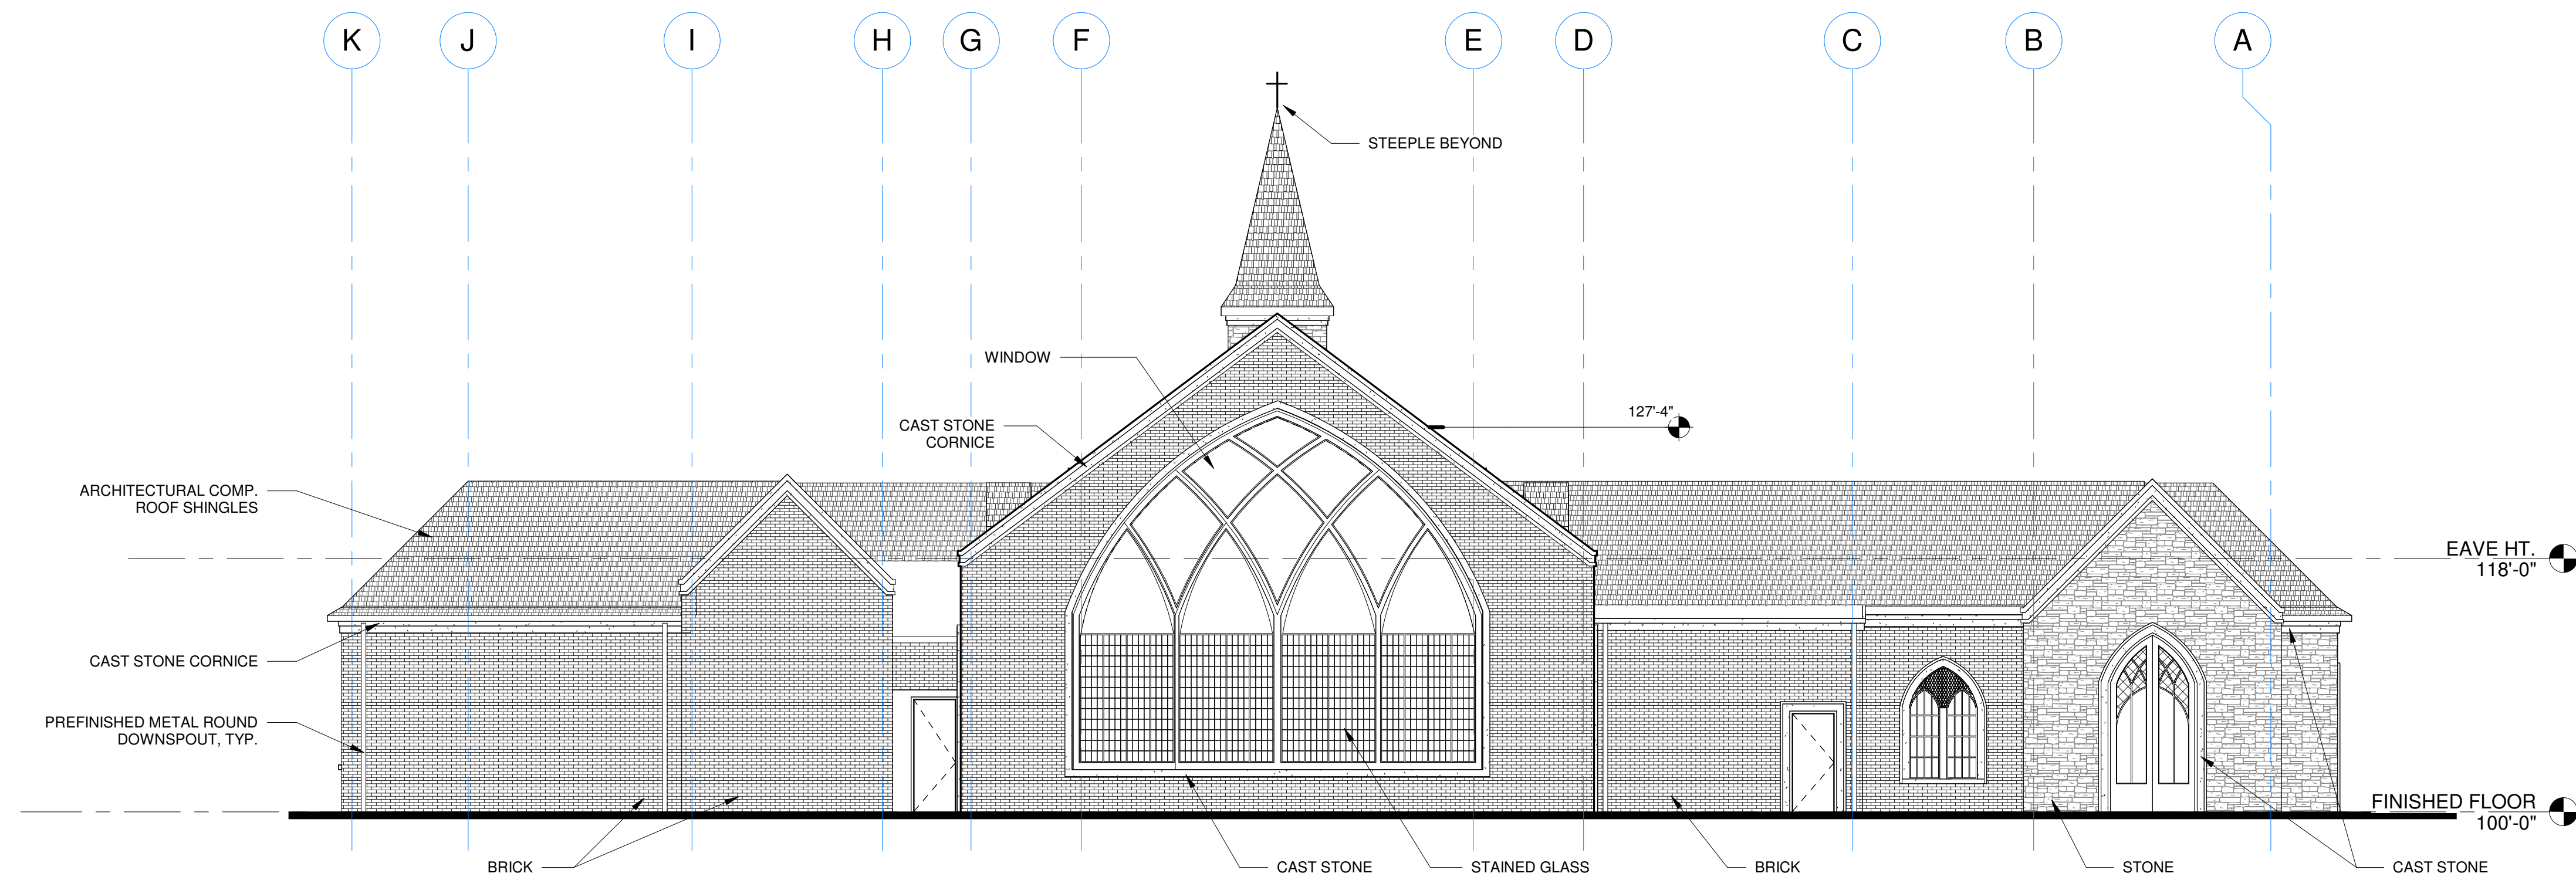 K J I H G F E D C B A
STEEPLE BEYOND
WINDOW
127'-4"
CAST STONE
CORNICE
ARCHITECTURAL COMP.
ROOF SHINGLES
EAVE HT.
118'-0"
CAST STONE CORNICE
PREFINISHED METAL ROUND
DOWNSPOUT, TYP.
FINISHED FLOOR
100'-0"
BRICK
CAST STONE
STAINED GLASS
BRICK
STONE
CAST STONE